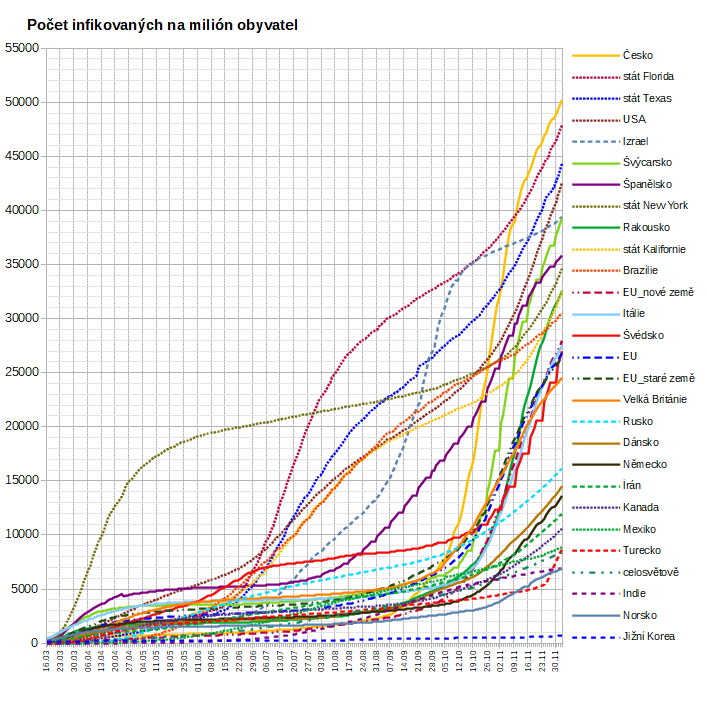 Počet infikovaných na milión obyvatel
55000
50000
45000
40000
35000
30000
25000
20000
15000
10000
5000
0
16.03
23.03
30.03
06.04
13.04
20.04
27.04
04.05
11.05
18.05
25.05
01.06
08.06
15.06
22.06
29.06
06.07
13.07
20.07
27.07
03.08
10.08
17.08
24.08
31.08
07.09
14.09
21.09
28.09
05.10
12.10
19.10
26.10
02.11
09.11
16.11
23.11
30.11
Česko
stát Florida
stát Texas
USA
Izrael
Švýcarsko
Španělsko
stát New York
Rakousko
stát Kalifornie
Brazílie
EU_nové země
Itálie
Švédsko
EU
EU_staré země
Velká Británie
Rusko
Dánsko
Německo
Írán
Kanada
Mexiko
Turecko
celosvětově
Indie
Norsko
Jižní Korea